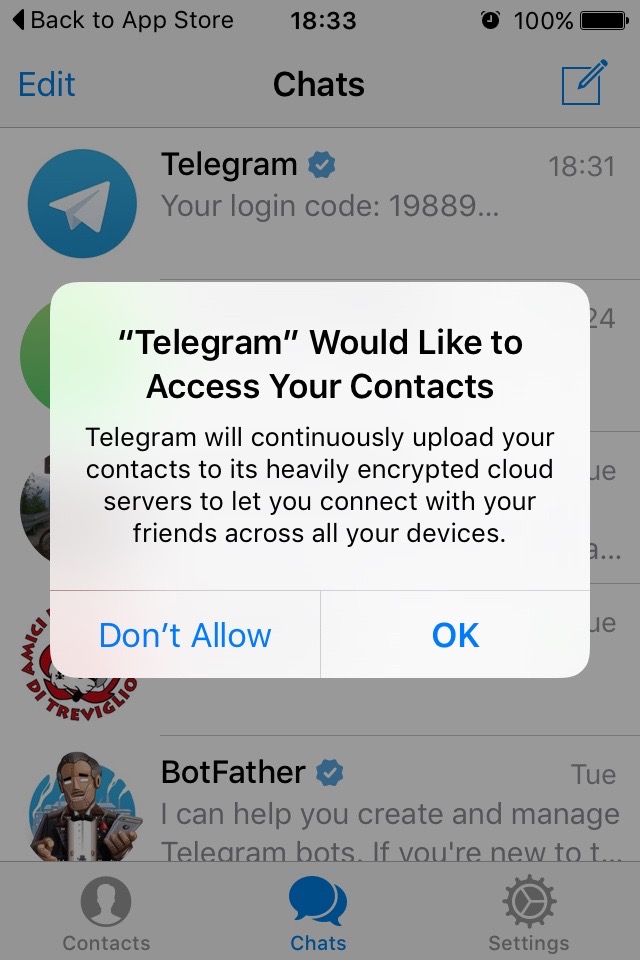 Back to App Store 18:33 100%
Edit Chats
Telegram 18:31
Your login code: 19889...
24
“Telegram” Would Like to
Access Your Contacts
Telegram will continuously upload your
contacts to its heavily encrypted cloud
servers to let you connect with your
friends across all your devices.
ue
a...
Don’t Allow OK
ue
AMICI
DI TREVIGLIO
BotFather Tue
I can help you create and manage
Telegram bots. If you're new to t...
Contacts Chats Settings